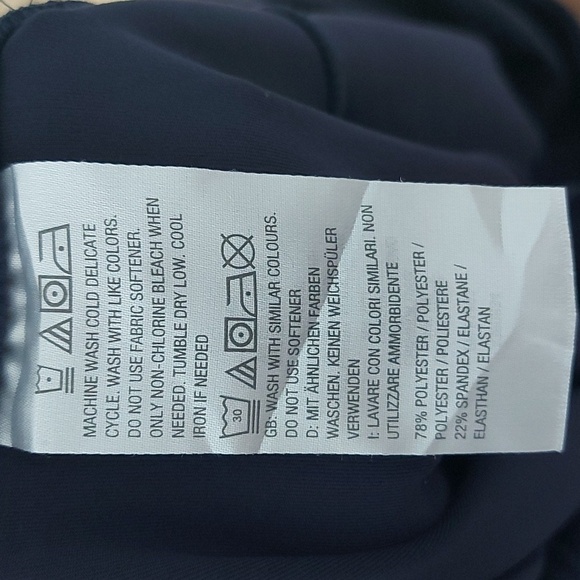 MACHINE WASH COLD DELICATE
CYCLE. WASH WITH LIKE COLORS.
DO NOT USE FABRIC SOFTENER.
ONLY NON-CHLORINE BLEACH WHEN
NEEDED. TUMBLE DRY LOW. COOL
IRON IF NEEDED
30
GB: WASH WITH SIMILAR COLOURS.
DO NOT USE SOFTENER
D: MIT ÄHNLICHEN FARBEN
WASCHEN. KEINEN WEICHSPÜLER
VERWENDEN
I: LAVARE CON COLORI SIMILARI. NON
UTILIZZARE AMMORBIDENTE
78% POLYESTER / POLYESTER /
POLYESTER / POLIESTERE
22% SPANDEX / ELASTANE /
ELASTHAN / ELASTAN